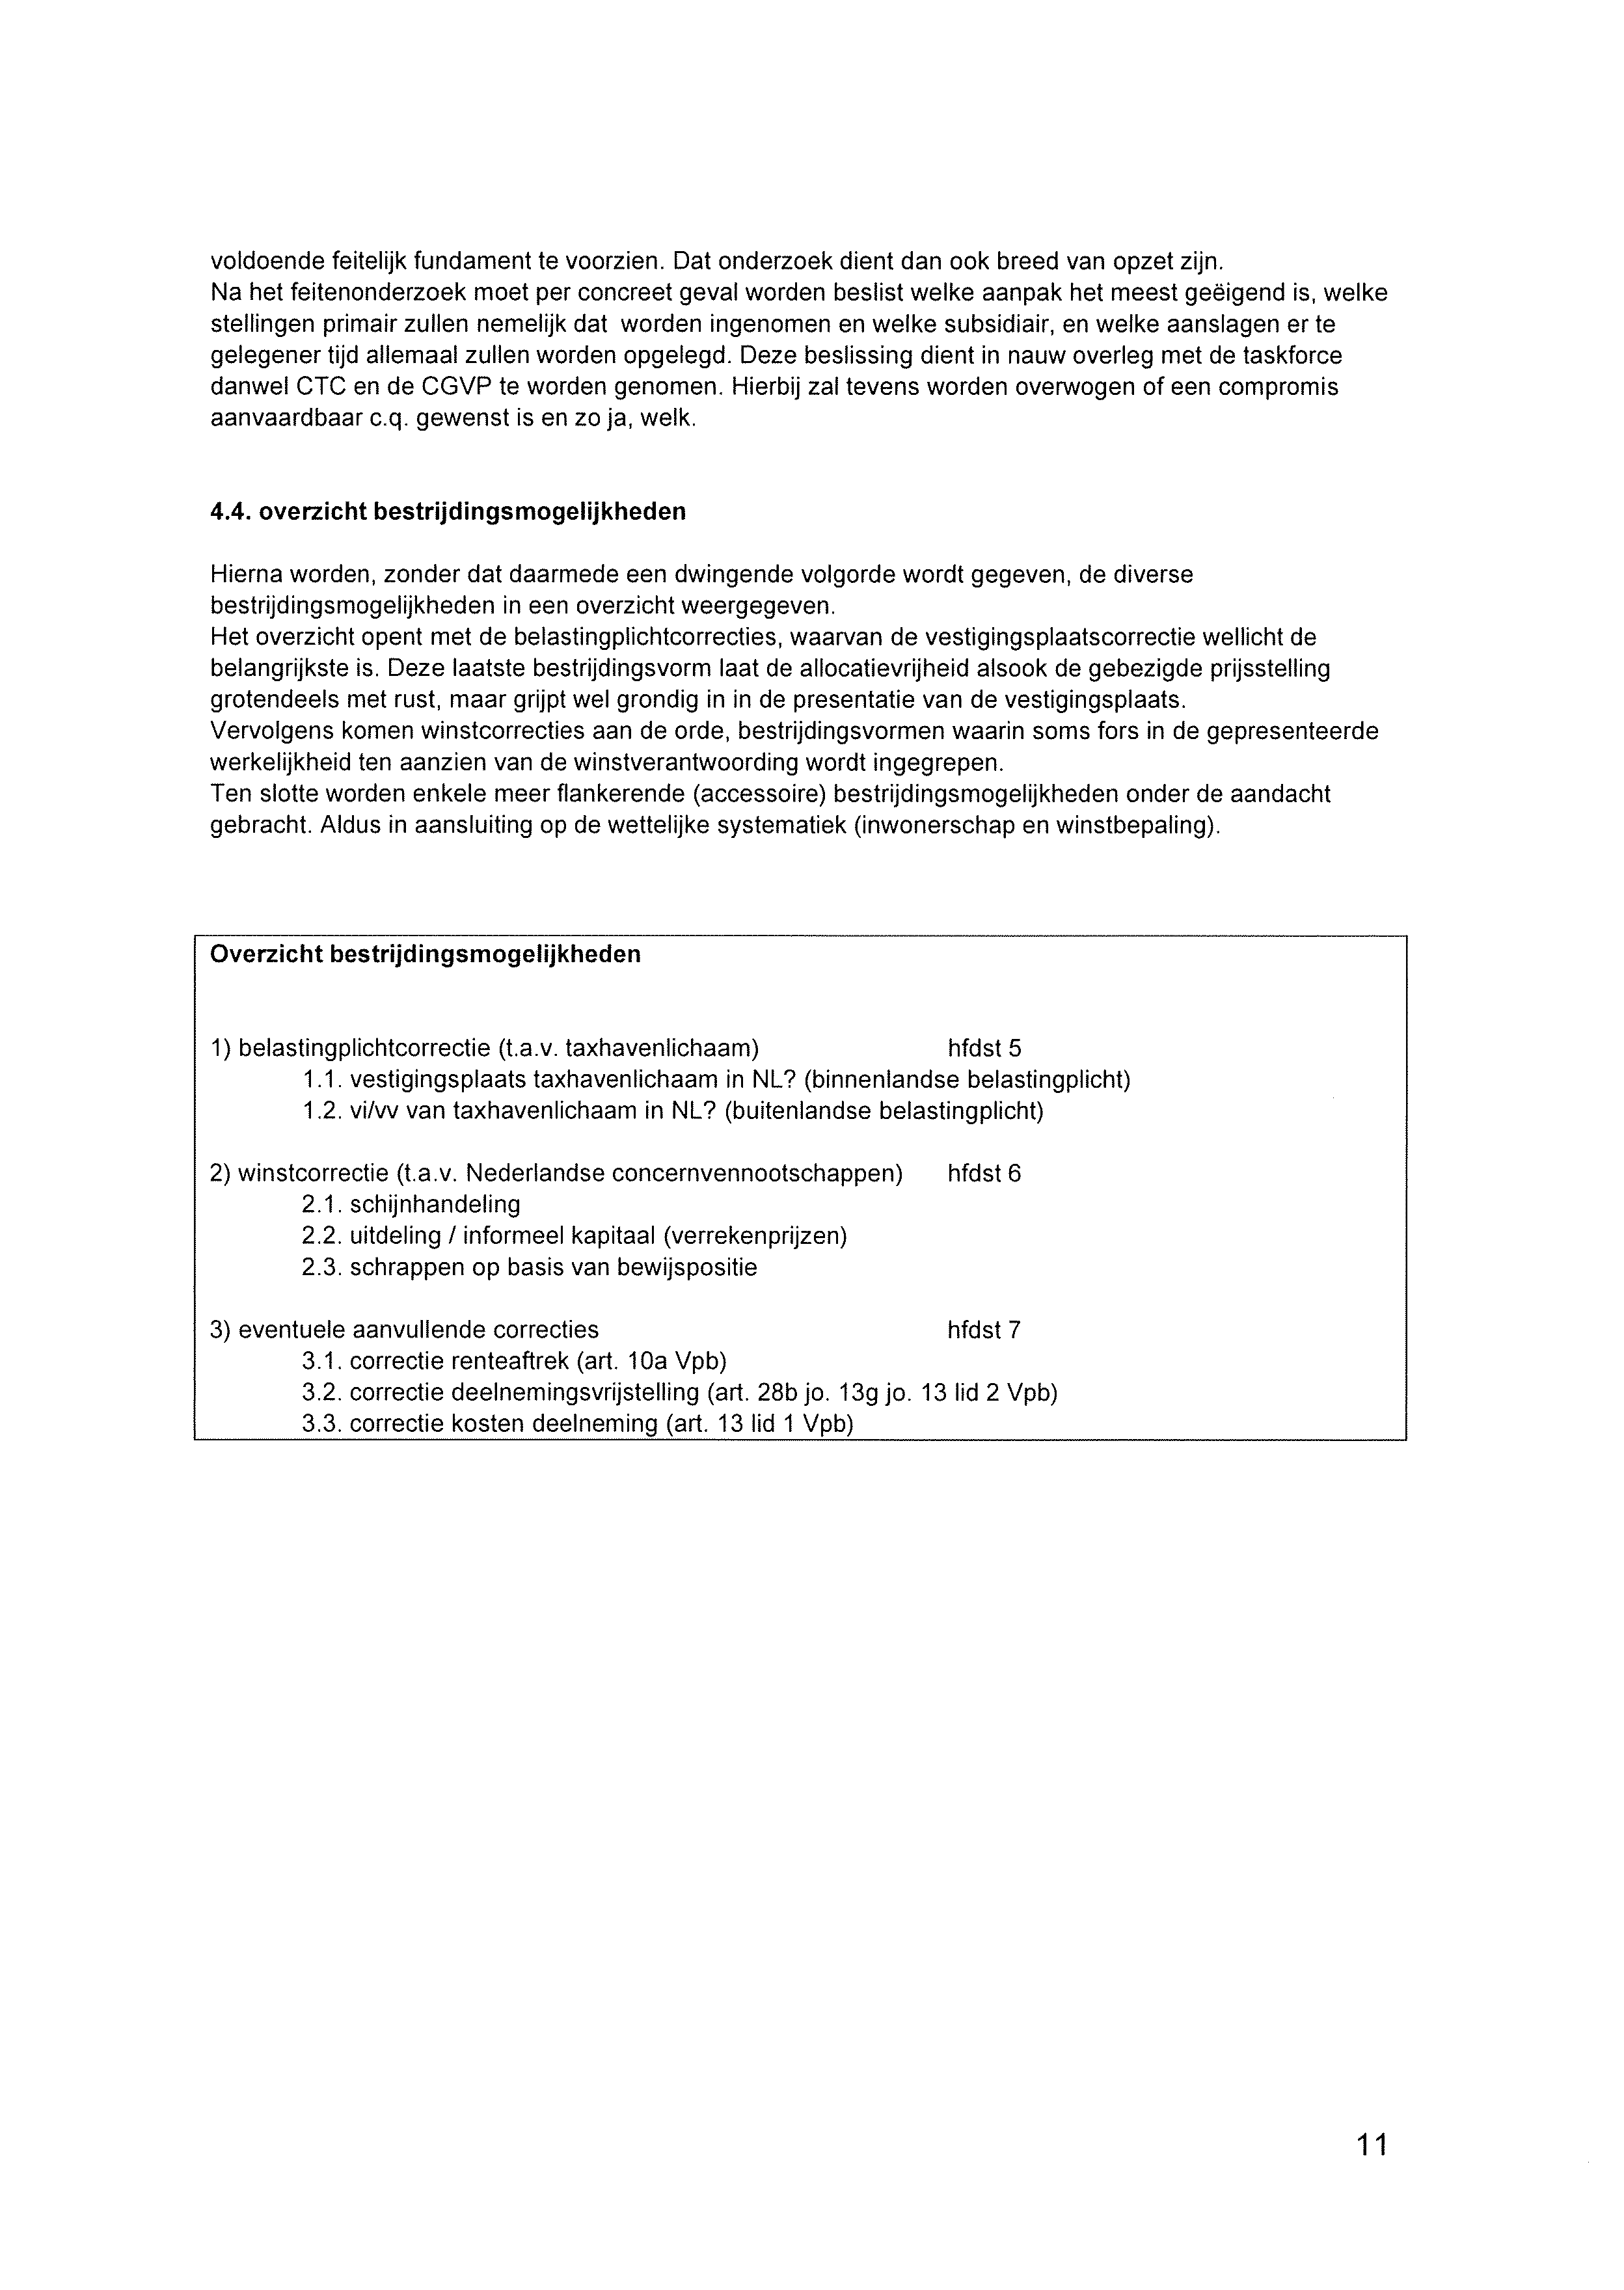 voldoende feitelijk fundament te voorzien. Dat onderzoek dient dan ook breed van opzet zijn.
Na het feitenonderzoek moet per concreet geval worden beslist welke aanpak het meest geëigend is, welke
stellingen primair zullen nemelijk dat  worden ingenomen en welke subsidiair, en welke aanslagen er te
gelegener tijd allemaal zullen worden opgelegd. Deze beslissing dient in nauw overleg met de taskforce
danwel CTC en de CGVP te worden genomen. Hierbij zal tevens worden overwogen of een compromis
aanvaardbaar c.q. gewenst is en zo ja, welk.
4.4. overzicht bestrijdingsmogelijkheden
Hierna worden, zonder dat daarmede een dwingende volgorde wordt gegeven, de diverse
bestrijdingsmogelijkheden in een overzicht weergegeven.
Het overzicht opent met de belastingplichtcorrecties, waarvan de vestigingsplaatscorrectie wellicht de
belangrijkste is. Deze laatste bestrijdingsvorm laat de allocatievrijheid alsook de gebezigde prijsstelling
grotendeels met rust, maar grijpt wel grondig in in de presentatie van de vestigingsplaats.
Vervolgens komen winstcorrecties aan de orde, bestrijdingsvormen waarin soms fors in de gepresenteerde
werkelijkheid ten aanzien van de winstverantwoording wordt ingegrepen.
Ten slotte worden enkele meer flankerende (accessoire) bestrijdingsmogelijkheden onder de aandacht
gebracht. Aldus in aansluiting op de wettelijke systematiek (inwonerschap en winstbepaling).
Overzicht bestrijdingsmogelijkheden
1) belastingplichtcorrectie (t.a.v. taxhavenlichaam) hfdst 5
1.1. vestigingsplaats taxhavenlichaam in NL? (binnenlandse belastingplicht)
1.2. vi/vv van taxhavenlichaam in NL? (buitenlandse belastingplicht)
2) winstcorrectie (t.a.v. Nederlandse concernvennootschappen) hfdst 6
2.1. schijnhandeling
2.2. uitdeling / informeel kapitaal (verrekenprijzen)
2.3. schrappen op basis van bewijspositie
3) eventuele aanvullende correcties hfdst 7
3.1. correctie renteaftrek (art. 10a Vpb)
3.2. correctie deelnemingsvrijstelling (art. 28b jo. 13g jo. 13 lid 2 Vpb)
3.3. correctie kosten deelneming (art. 13 lid 1 Vpb)
11